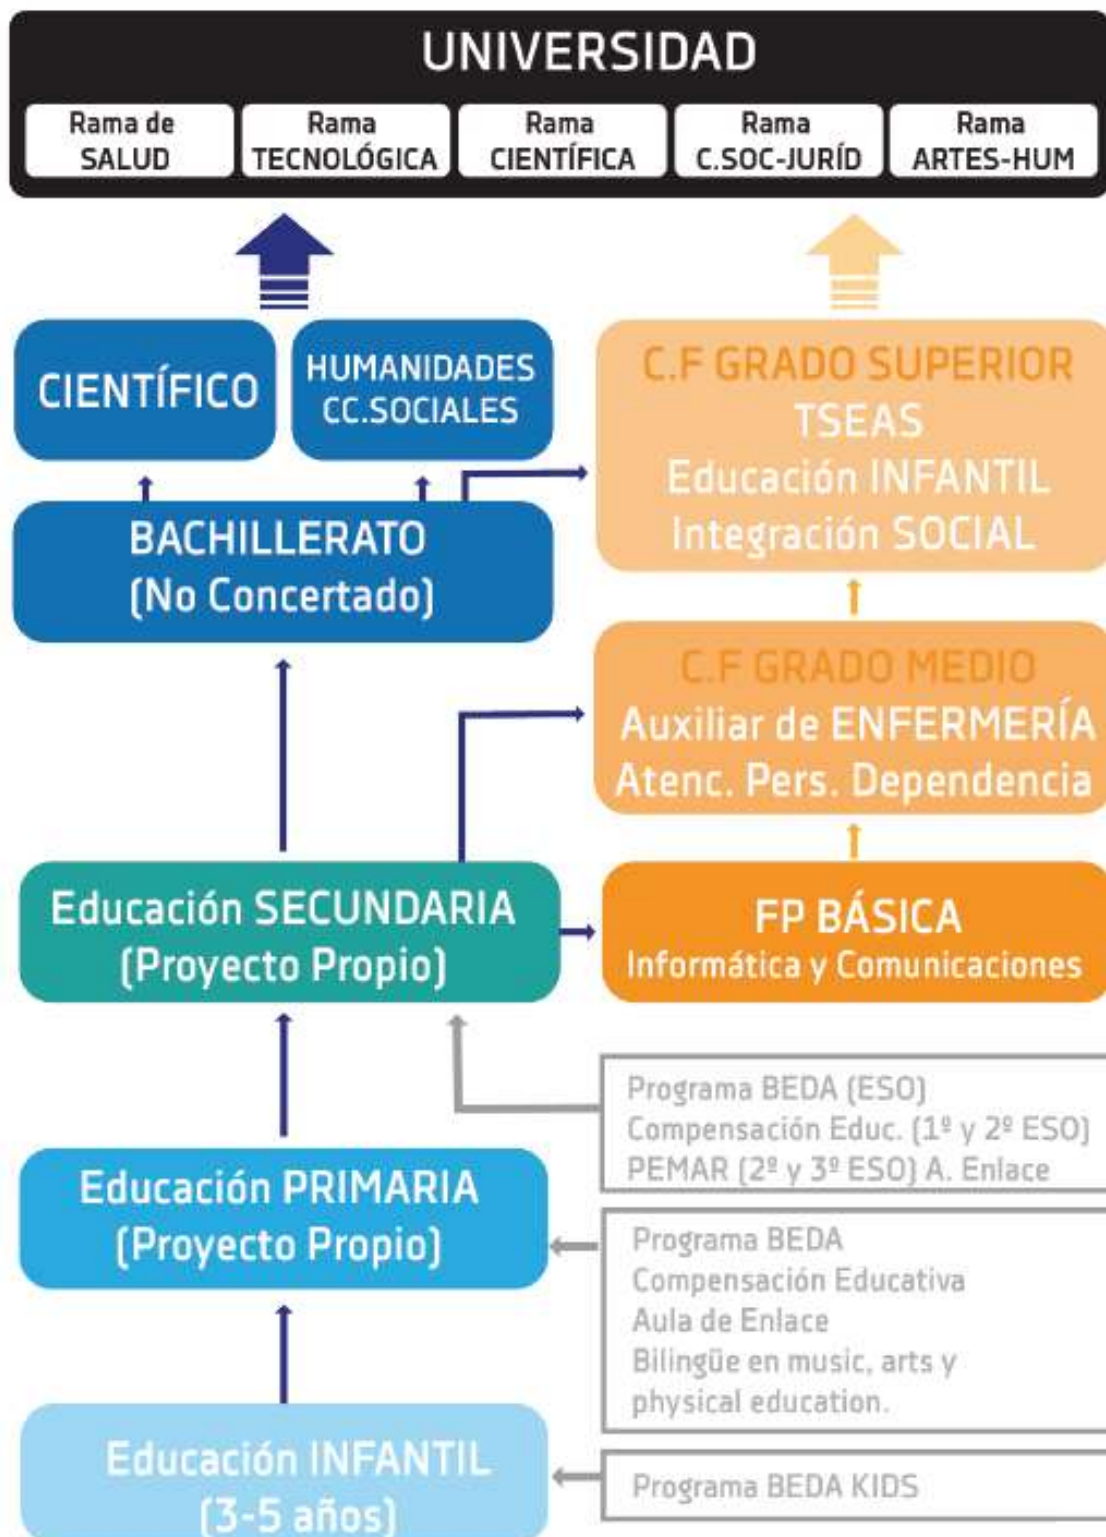 UNIVERSIDAD
Rama de
SALUD
Rama
TECNOLÓGICA
Rama
CIENTÍFICA
Rama
C.SOC-JURÍD
Rama
ARTES-HUM
CIENTÍFICO
HUMANIDADES
CC.SOCIALES
C.F GRADO SUPERIOR
TSEAS
Educación INFANTIL
Integración SOCIAL
BACHILLERATO
(No Concertado)
C.F GRADO MEDIO
Auxiliar de ENFERMERÍA
Atenc. Pers. Dependencia
Educación SECUNDARIA
(Proyecto Propio)
FP BÁSICA
Informática y Comunicaciones
Programa BEDA (ESO)
Compensación Educ. (1º y 2º ESO)
PEMAR (2º y 3º ESO) A. Enlace
Educación PRIMARIA
(Proyecto Propio)
Programa BEDA
Compensación Educativa
Aula de Enlace
Bilingüe en music, arts y
physical education.
Educación INFANTIL
(3-5 años)
Programa BEDA KIDS